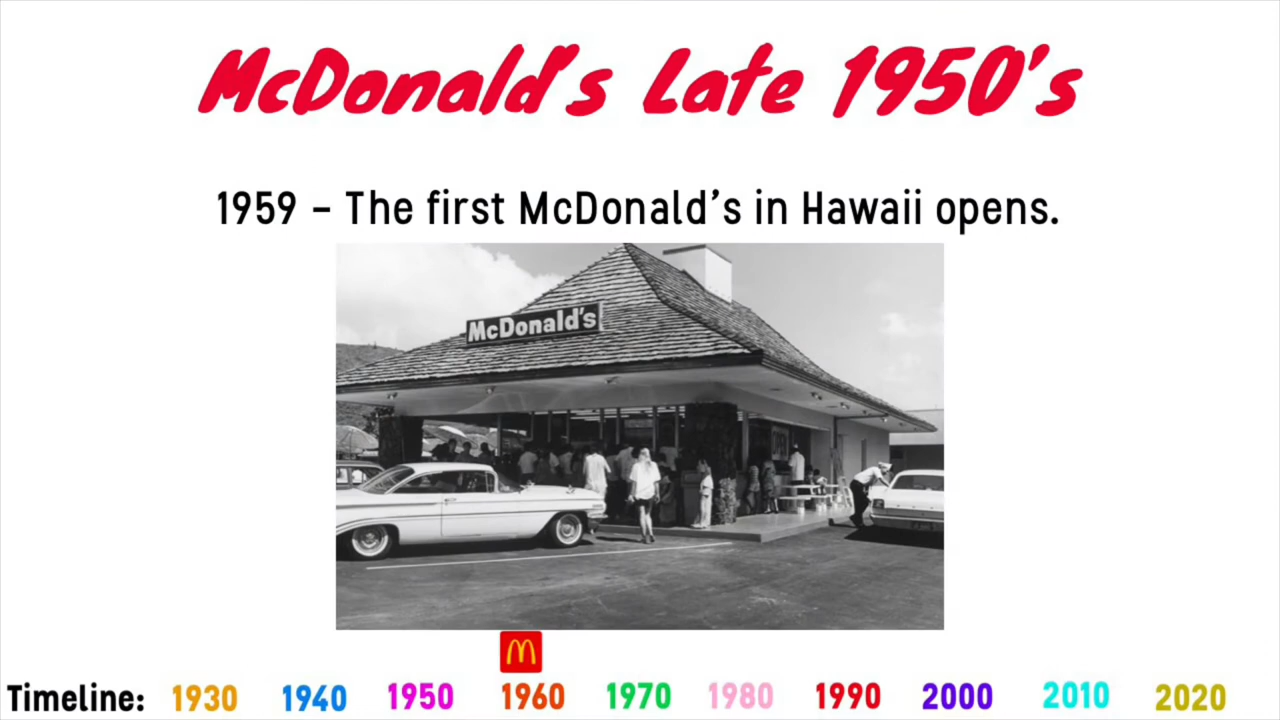 McDonald's Late 1950's
1959 – The first McDonald's in Hawaii opens.
McDonald's
Timeline: 1930 1940 1950 1960 1970 1980 1990 2000 2010 2020